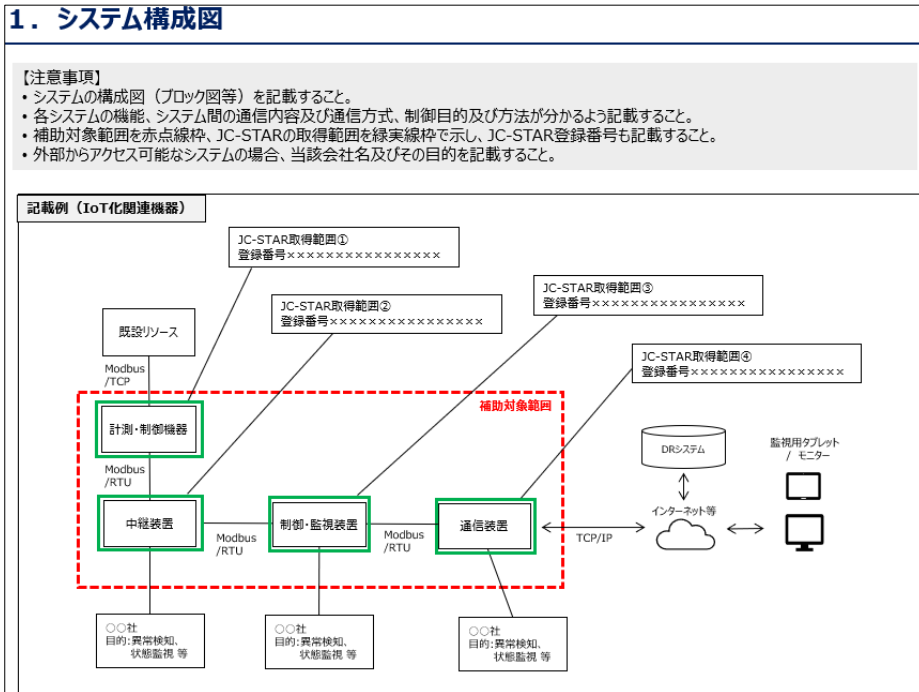 1．システム構成図
【注意事項】
・システムの構成図（ブロック図等）を記載すること。
・各システムの機能、システム間の通信内容及び通信方式、制御目的及び方法が分かるよう記載すること。
・補助対象範囲を赤点線枠、JC-STARの取得範囲を緑実線枠で示し、JC-STAR登録番号も記載すること。
・外部からアクセス可能なシステムの場合、当該会社名及びその目的を記載すること。
記載例（IoT化関連機器）
JC-STAR取得範囲①
登録番号××××××××××××××××
JC-STAR取得範囲②
登録番号××××××××××××××××
JC-STAR取得範囲③
登録番号××××××××××××××××
JC-STAR取得範囲④
登録番号××××××××××××××××
既設リソース
Modbus
/TCP
補助対象範囲
計測・制御機器
Modbus
/RTU
中継装置
Modbus
/RTU
制御・監視装置
Modbus
/RTU
通信装置
TCP/IP
DRシステム
インターネット等
監視用タブレット
/ モニター
○○社
目的:異常検知、
状態監視 等
○○社
目的:異常検知、
状態監視 等
○○社
目的:異常検知、
状態監視 等